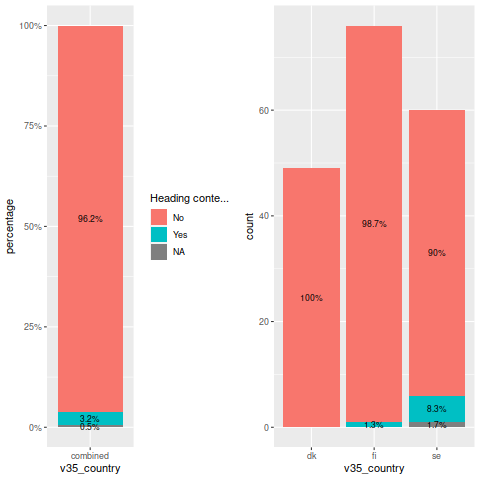 100%
75%
50%
25%
0%
percentage
96.2%
3.2%
0.5%
combined
v35_country
Heading conte...
No
Yes
NA
60
40
20
0
count
100%
98.7%
1.3%
90%
8.3%
1.7%
dk
fi
se
v35_country